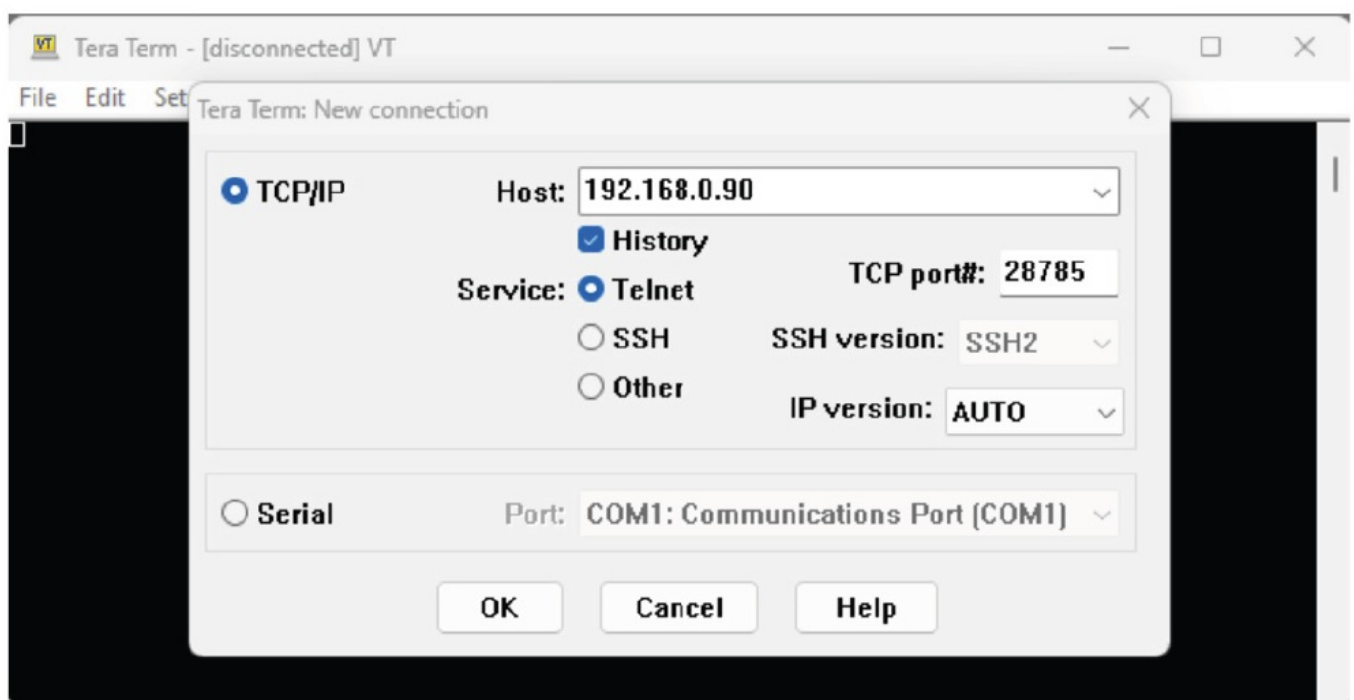 VT Tera Term - [disconnected] VT
File Edit Set
Tera Term: New connection
TCP/IP Host: 192.168.0.90
History
TCP port#: 28785
Service: Telnet
SSH SSH version: SSH2
Other
IP version: AUTO
Serial Port: COM1: Communications Port (COM1)
OK Cancel Help